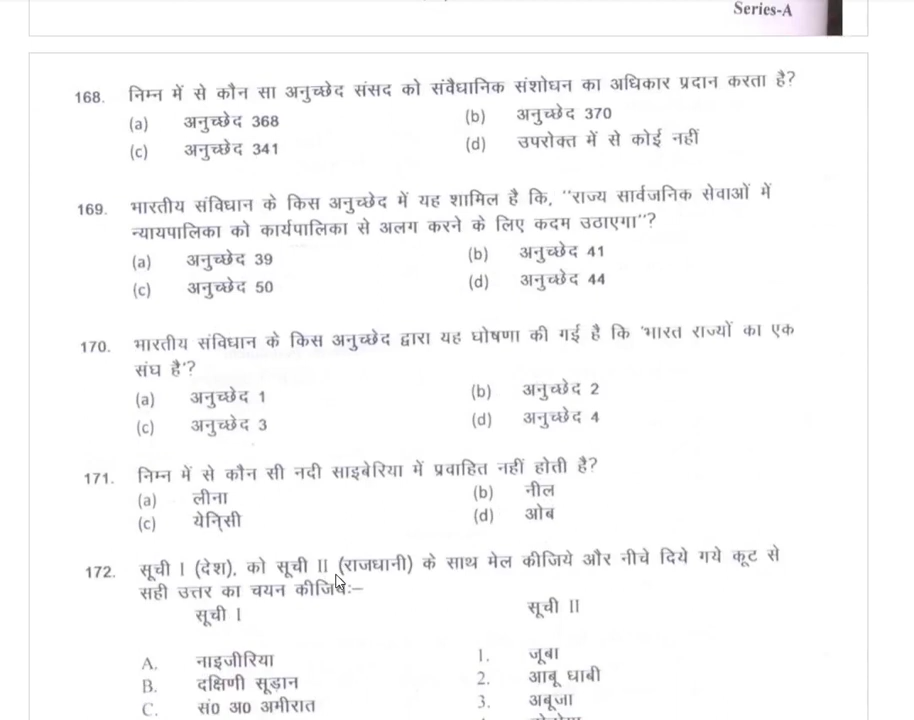 Series-A
168. निम्न में से कौन सा अनुच्छेद संसद को संवैधानिक संशोधन का अधिकार प्रदान करता है?
(a) अनुच्छेद 368 (b) अनुच्छेद 370
(c) अनुच्छेद 341 (d) उपरोक्त में से कोई नहीं
169. भारतीय संविधान के किस अनुच्छेद में यह शामिल है कि, "राज्य सार्वजनिक सेवाओं में
न्यायपालिका को कार्यपालिका से अलग करने के लिए कदम उठाएगा"?
(a) अनुच्छेद 39 (b) अनुच्छेद 41
(c) अनुच्छेद 50 (d) अनुच्छेद 44
170. भारतीय संविधान के किस अनुच्छेद द्वारा यह घोषणा की गई है कि 'भारत राज्यों का एक
संघ है'?
(a) अनुच्छेद 1 (b) अनुच्छेद 2
(c) अनुच्छेद 3 (d) अनुच्छेद 4
171. निम्न में से कौन सी नदी साइबेरिया में प्रवाहित नहीं होती है?
(a) लीना (b) नील
(c) येनिसी (d) ओब
172. सूची I (देश), को सूची II (राजधानी) के साथ मेल कीजिये और नीचे दिये गये कूट से
सही उत्तर का चयन कीजिये:–
सूची I सूची II
A. नाइजीरिया 1. जूबा
B. दक्षिणी सूडान 2. आबू धाबी
C. सं० अ० अमीरात 3. अबूजा